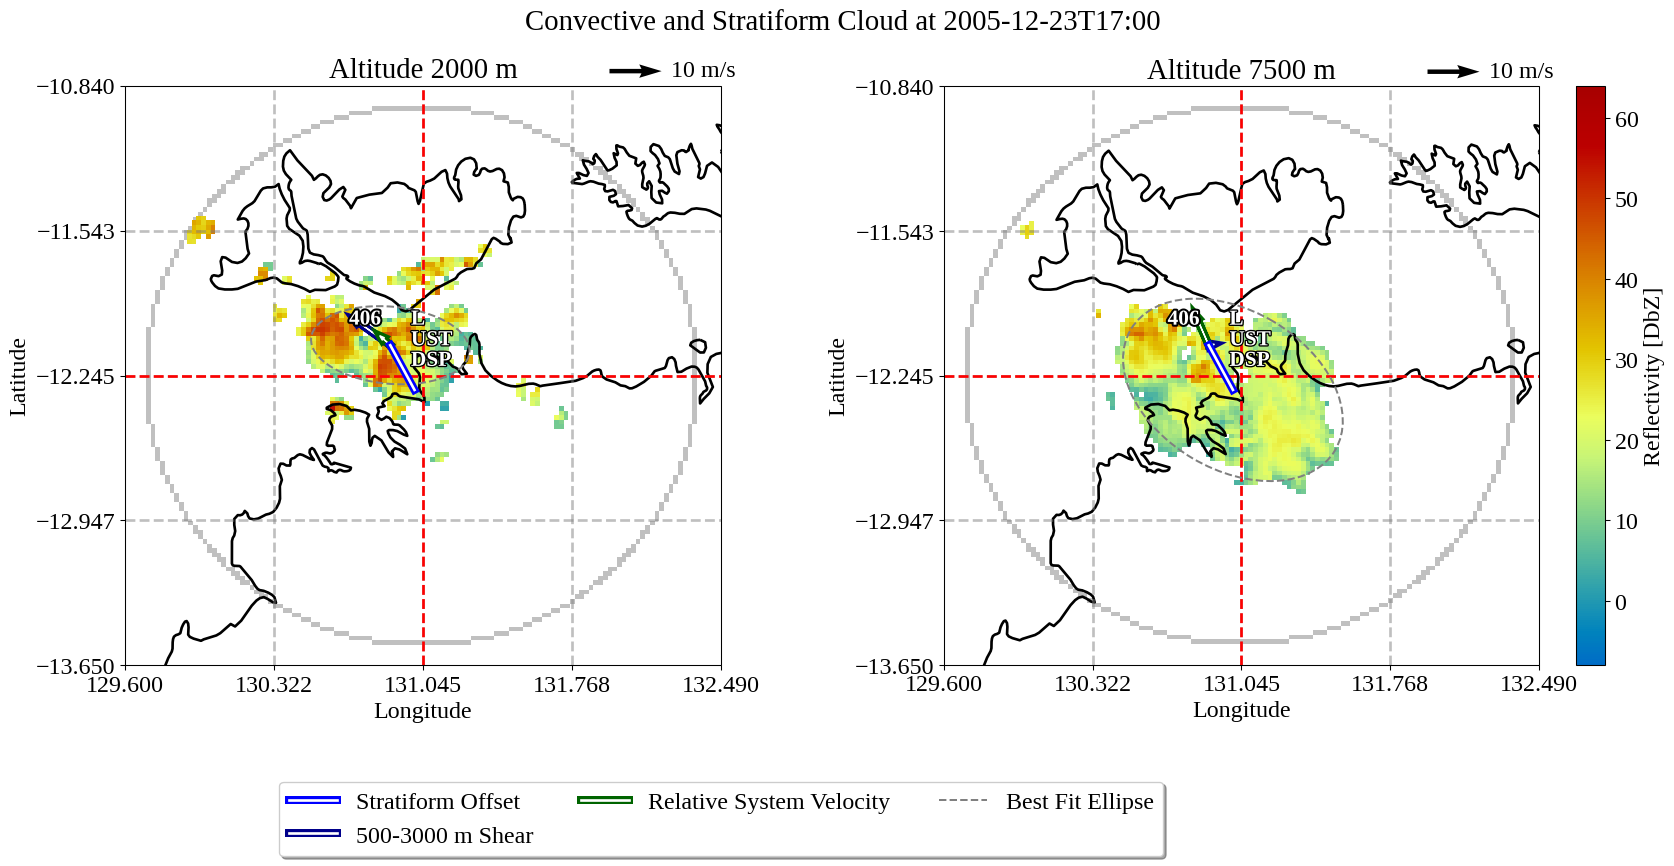 Convective and Stratiform Cloud at 2005-12-23T17:00
Altitude 2000 m
10 m/s
−10.840
−11.543
−12.245
−12.947
−13.650
129.600
130.322
131.045
131.768
132.490
Longitude
Latitude
406
L
UST
DSP
Altitude 7500 m
10 m/s
−10.840
−11.543
−12.245
−12.947
−13.650
129.600
130.322
131.045
131.768
132.490
Longitude
Latitude
406
L
UST
DSP
60
50
40
30
20
10
0
Reflectivity [DbZ]
Stratiform Offset
500-3000 m Shear
Relative System Velocity
Best Fit Ellipse